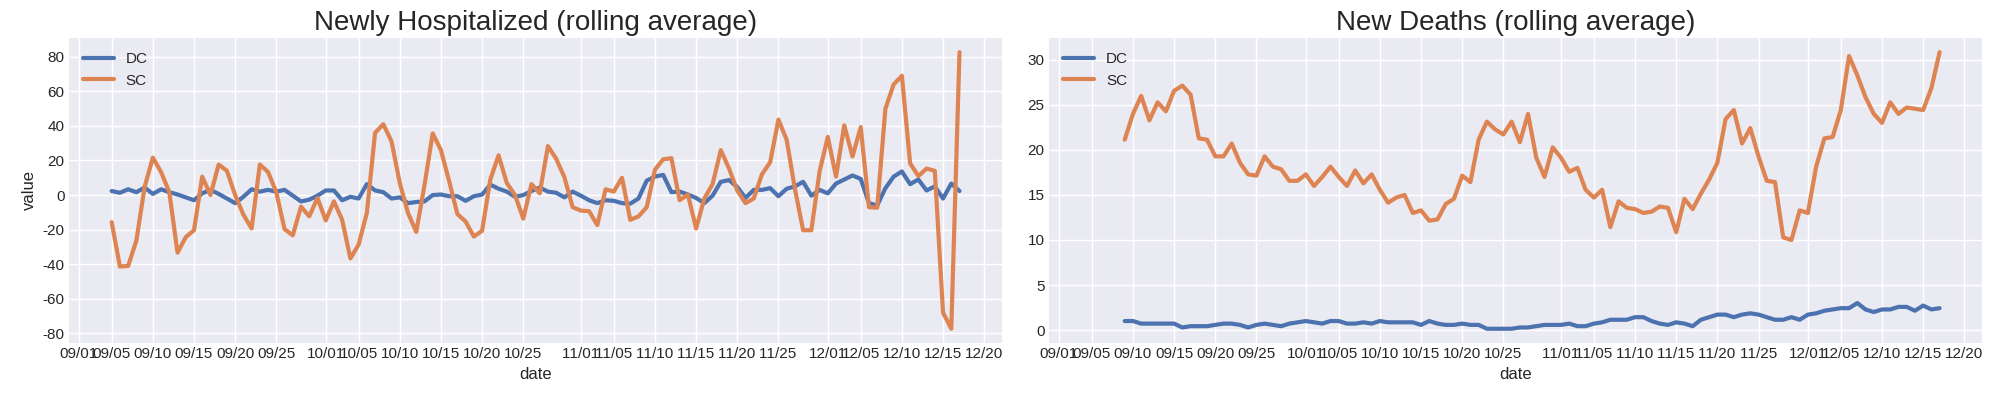 Newly Hospitalized (rolling average)
DC
SC
value
80
60
40
20
0
-20
-40
-60
-80
09/01 09/05 09/10 09/15 09/20 09/25 10/01 10/05 10/10 10/15 10/20 10/25 11/01 11/05 11/10 11/15 11/20 11/25 12/01 12/05 12/10 12/15 12/20
date
New Deaths (rolling average)
DC
SC
30
25
20
15
10
5
0
09/01 09/05 09/10 09/15 09/20 09/25 10/01 10/05 10/10 10/15 10/20 10/25 11/01 11/05 11/10 11/15 11/20 11/25 12/01 12/05 12/10 12/15 12/20
date